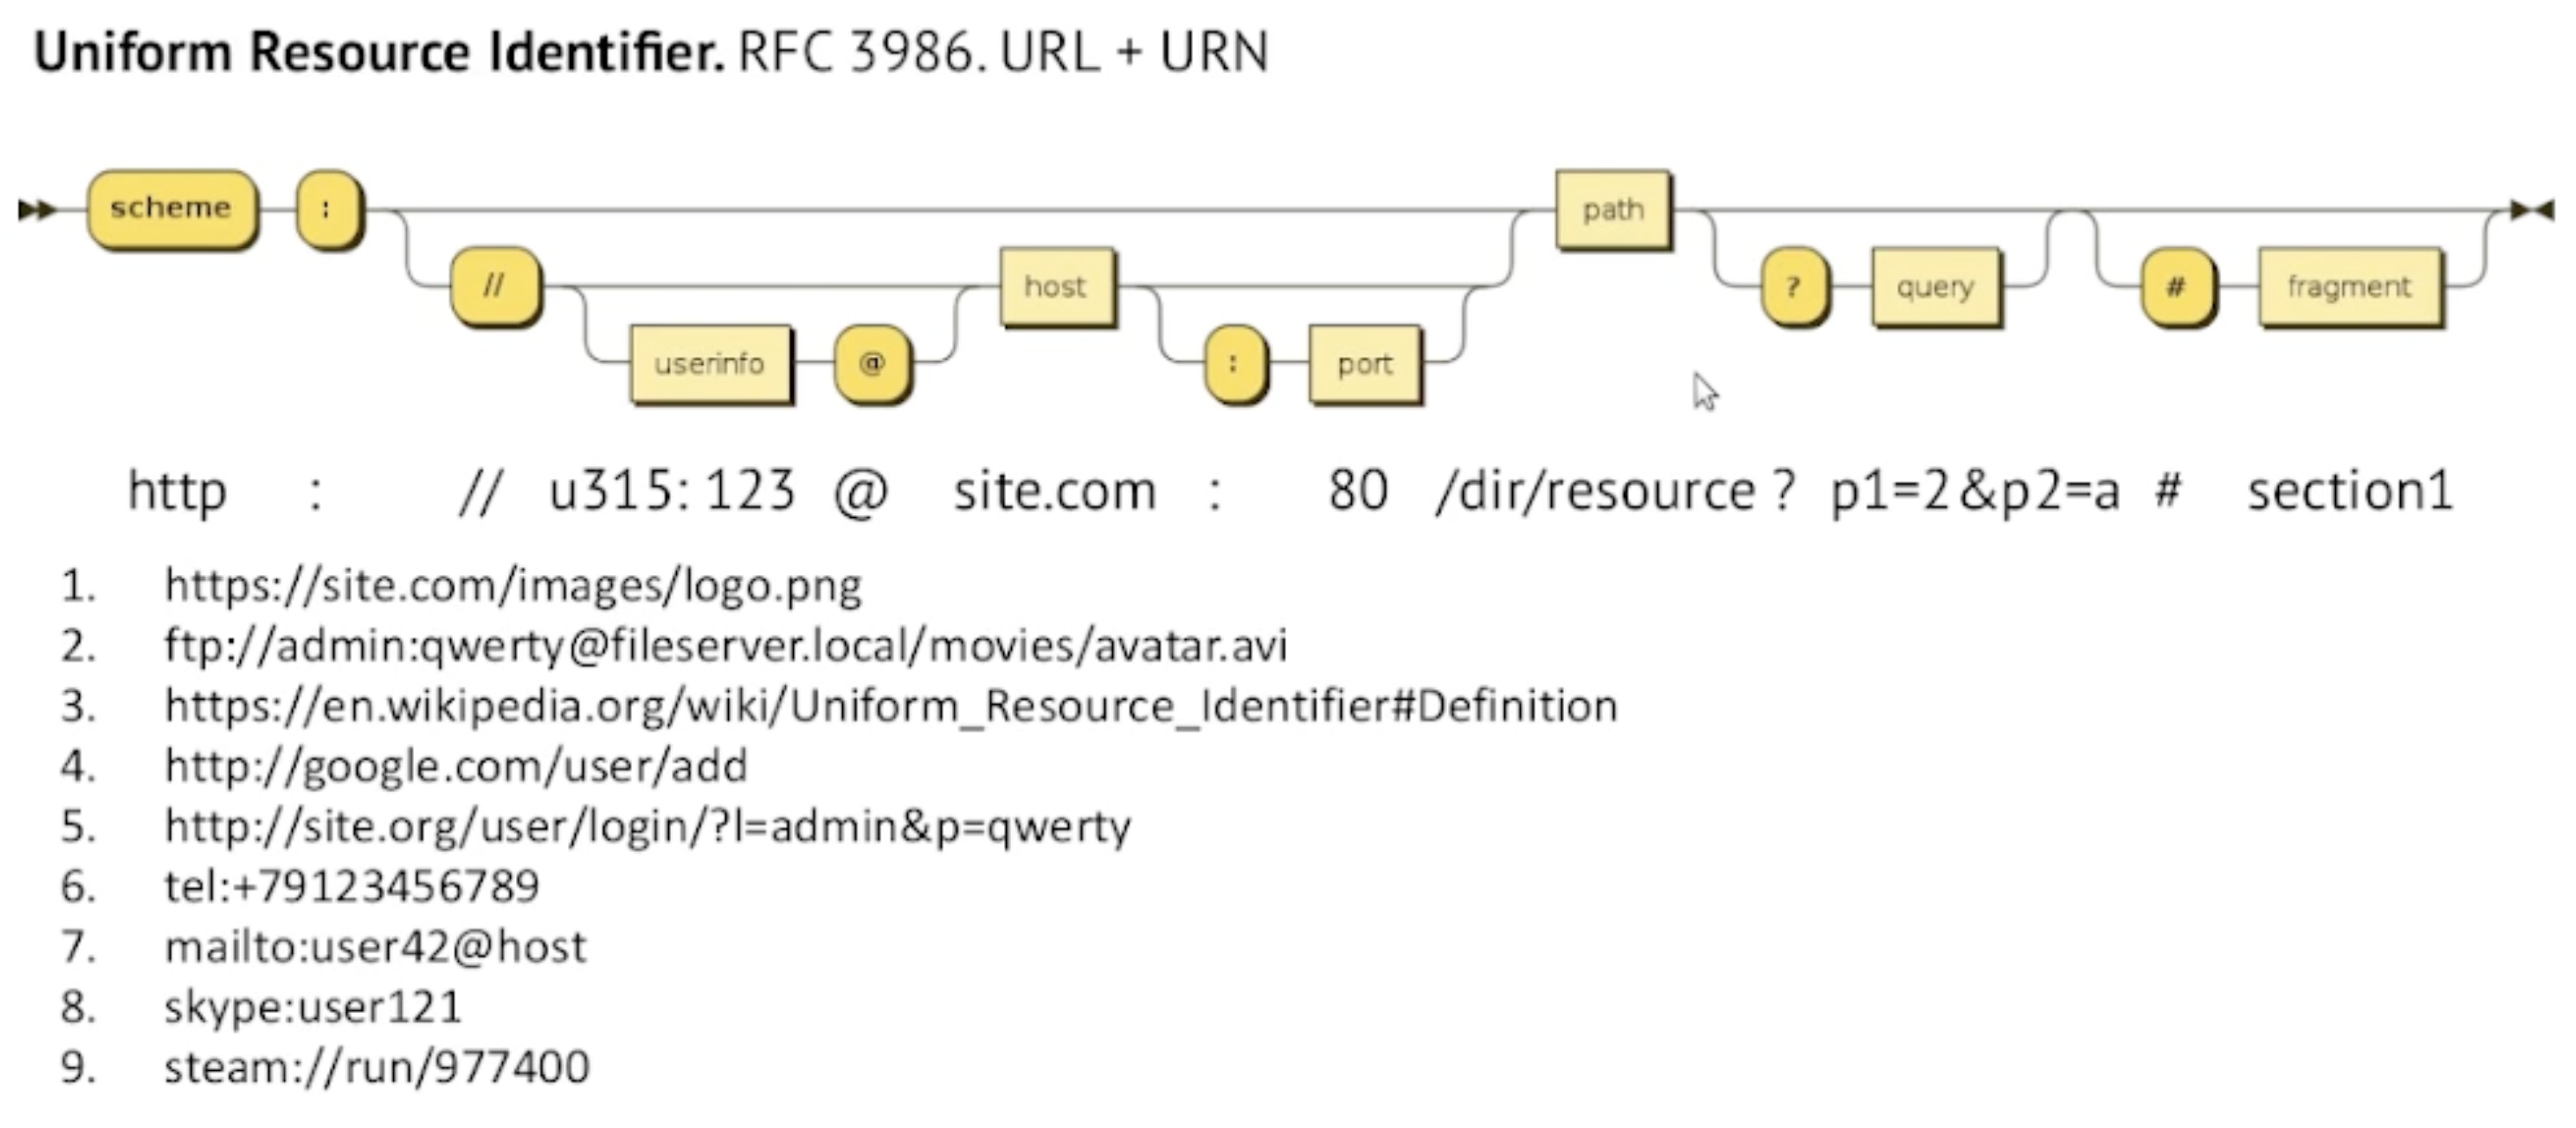 Uniform Resource Identifier. RFC 3986. URL + URN
scheme : path
// host ? query # fragment
userinfo @ : port
http : // u315: 123 @ site.com : 80 /dir/resource ? p1=2&p2=a # section1
1. https://site.com/images/logo.png
2. ftp://admin:qwerty@fileserver.local/movies/avatar.avi
3. https://en.wikipedia.org/wiki/Uniform_Resource_Identifier#Definition
4. http://google.com/user/add
5. http://site.org/user/login/?l=admin&p=qwerty
6. tel:+79123456789
7. mailto:user42@host
8. skype:user121
9. steam://run/977400